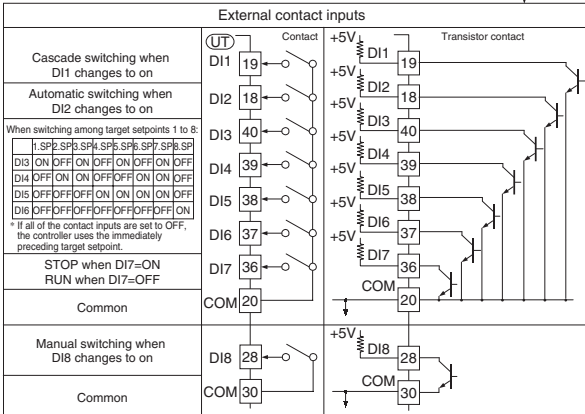 External contact inputs
Cascade switching when
DI1 changes to on
Automatic switching when
DI2 changes to on
When switching among target setpoints 1 to 8:
1.SP 2.SP 3.SP 4.SP 5.SP 6.SP 7.SP 8.SP
DI3 ON OFF ON OFF ON OFF ON OFF
DI4 OFF ON ON OFF OFF ON ON OFF
DI5 OFF OFF OFF ON ON ON ON OFF
DI6 OFF OFF OFF OFF OFF OFF OFF ON
* If all of the contact inputs are set to OFF,
the controller uses the immediately
preceding target setpoint.
STOP when DI7=ON
RUN when DI7=OFF
Common
Manual switching when
DI8 changes to on
Common
UT Contact
DI1 19
DI2 18
DI3 40
DI4 39
DI5 38
DI6 37
DI7 36
COM 20
DI8 28
COM 30
Transistor contact
+5V DI1 19
+5V DI2 18
+5V DI3 40
+5V DI4 39
+5V DI5 38
+5V DI6 37
+5V DI7 36
COM 20
+5V DI8 28
COM 30